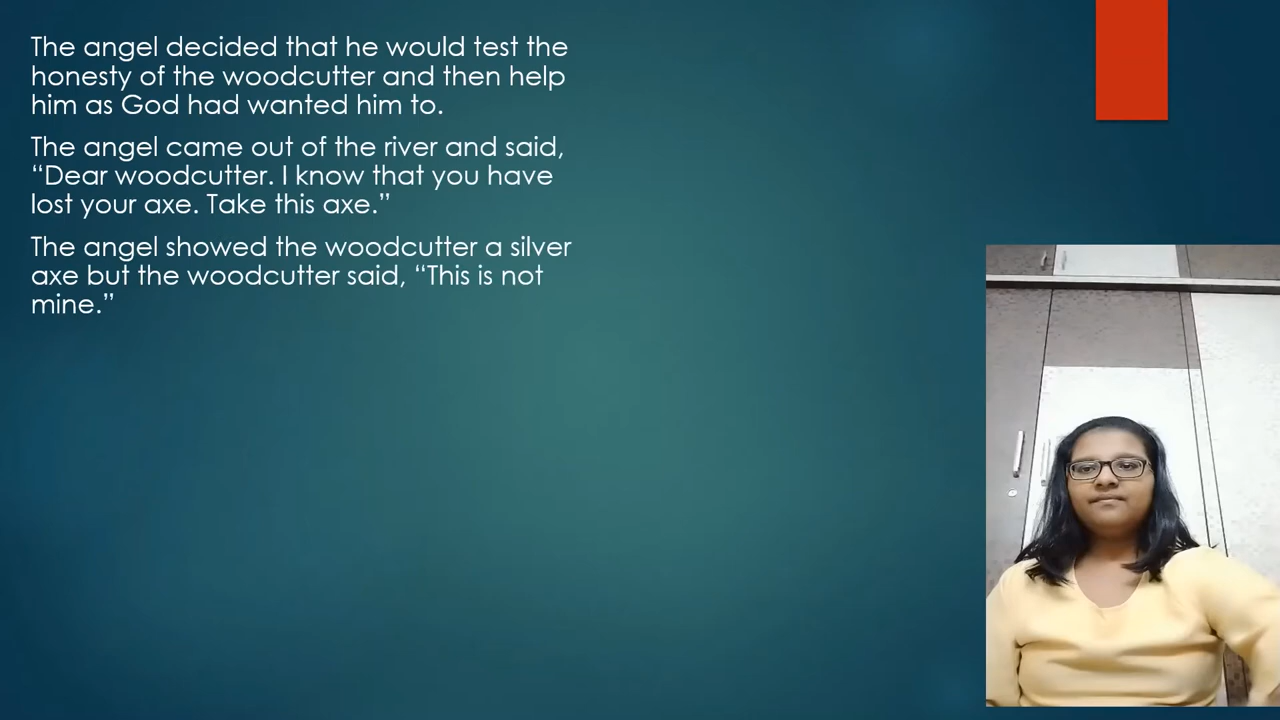 The angel decided that he would test the
honesty of the woodcutter and then help
him as God had wanted him to.
The angel came out of the river and said,
“Dear woodcutter. I know that you have
lost your axe. Take this axe.”
The angel showed the woodcutter a silver
axe but the woodcutter said, “This is not
mine.”